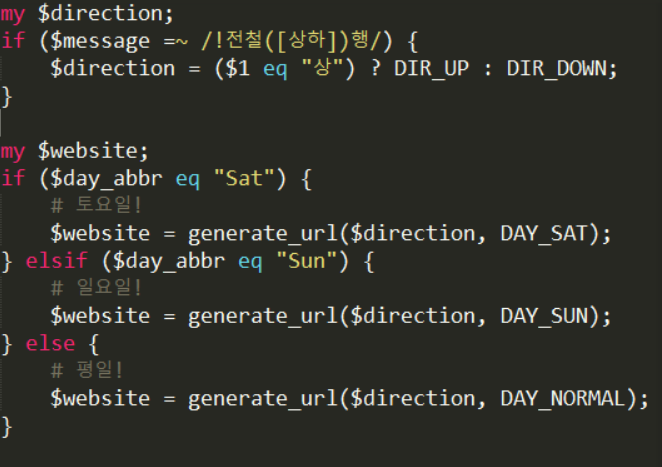 my $direction;
if ($message =~ /!전철([상하])행/) {
    $direction = ($1 eq "상") ? DIR_UP : DIR_DOWN;
}

my $website;
if ($day_abbr eq "Sat") {
    # 토요일!
    $website = generate_url($direction, DAY_SAT);
} elsif ($day_abbr eq "Sun") {
    # 일요일!
    $website = generate_url($direction, DAY_SUN);
} else {
    # 평일!
    $website = generate_url($direction, DAY_NORMAL);
}